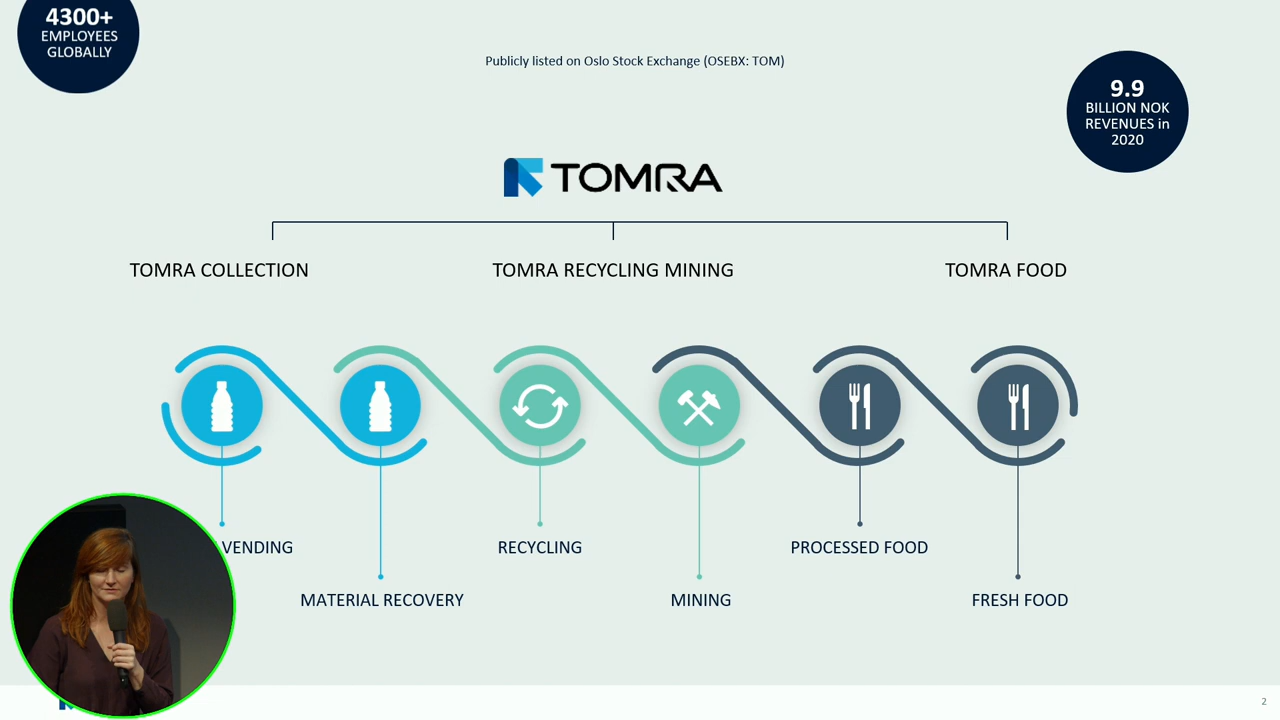 4300+
EMPLOYEES
GLOBALLY
Publicly listed on Oslo Stock Exchange (OSEBX: TOM)
9.9
BILLION NOK
REVENUES in
2020
TOMRA
TOMRA COLLECTION
TOMRA RECYCLING MINING
TOMRA FOOD
VENDING
RECYCLING
PROCESSED FOOD
MATERIAL RECOVERY
MINING
FRESH FOOD
2